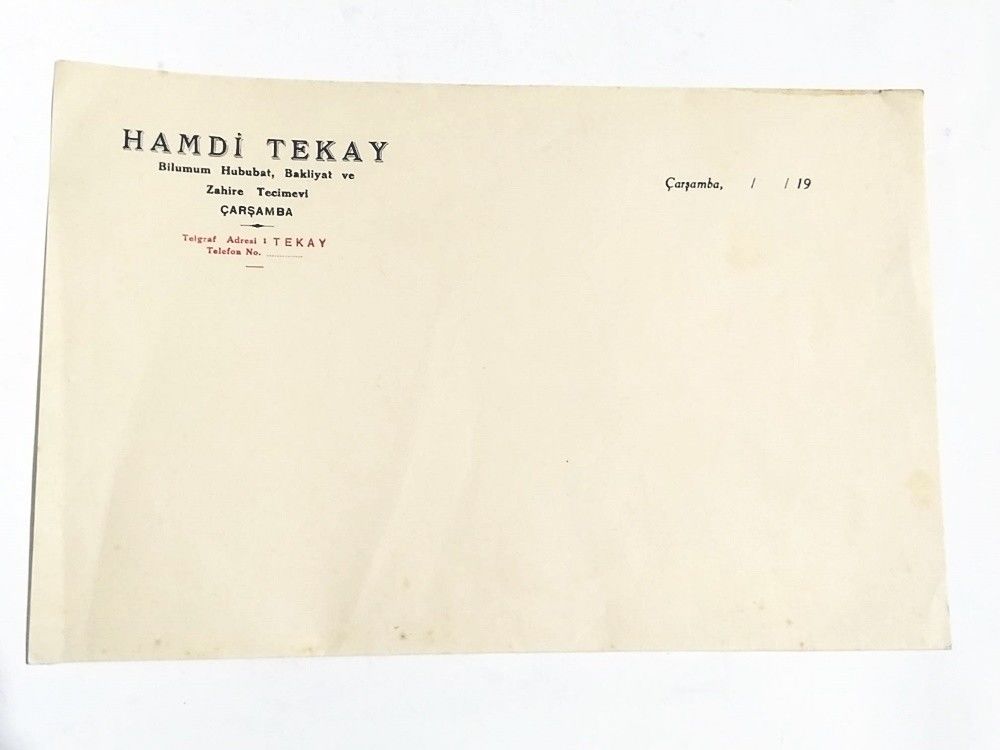 HAMDİ TEKAY
Bilumum Hububat, Bakliyat ve
Zahire Tecimevi
ÇARŞAMBA
Telgraf Adresi : TEKAY
Telefon No. ............
Çarşamba, / / 19